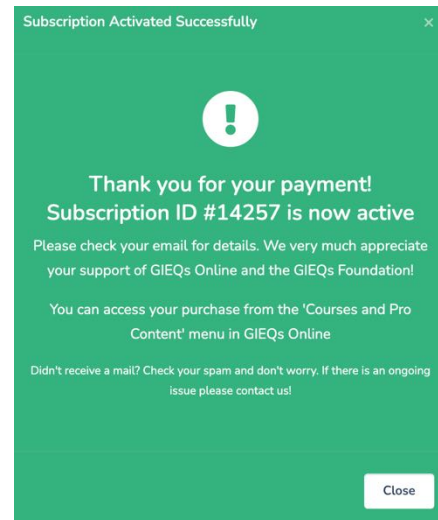 Subscription Activated Successfully ×
!
Thank you for your payment!
Subscription ID #14257 is now active
Please check your email for details. We very much appreciate
your support of GIEQs Online and the GIEQs Foundation!
You can access your purchase from the 'Courses and Pro
Content' menu in GIEQs Online
Didn't receive a mail? Check your spam and don't worry. If there is an ongoing
issue please contact us!
Close